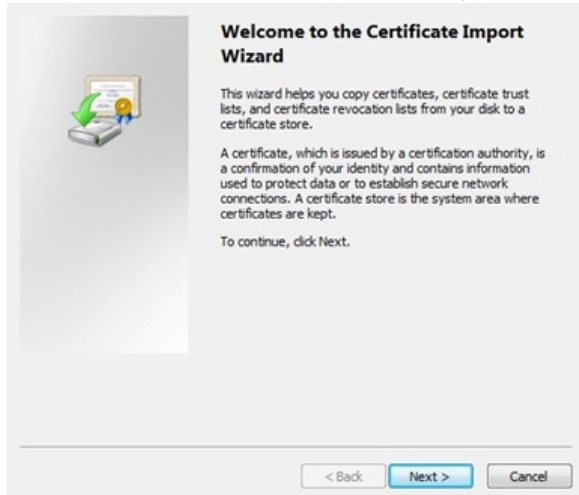 Welcome to the Certificate Import
Wizard
This wizard helps you copy certificates, certificate trust
lists, and certificate revocation lists from your disk to a
certificate store.
A certificate, which is issued by a certification authority, is
a confirmation of your identity and contains information
used to protect data or to establish secure network
connections. A certificate store is the system area where
certificates are kept.
To continue, click Next.
< Back Next > Cancel